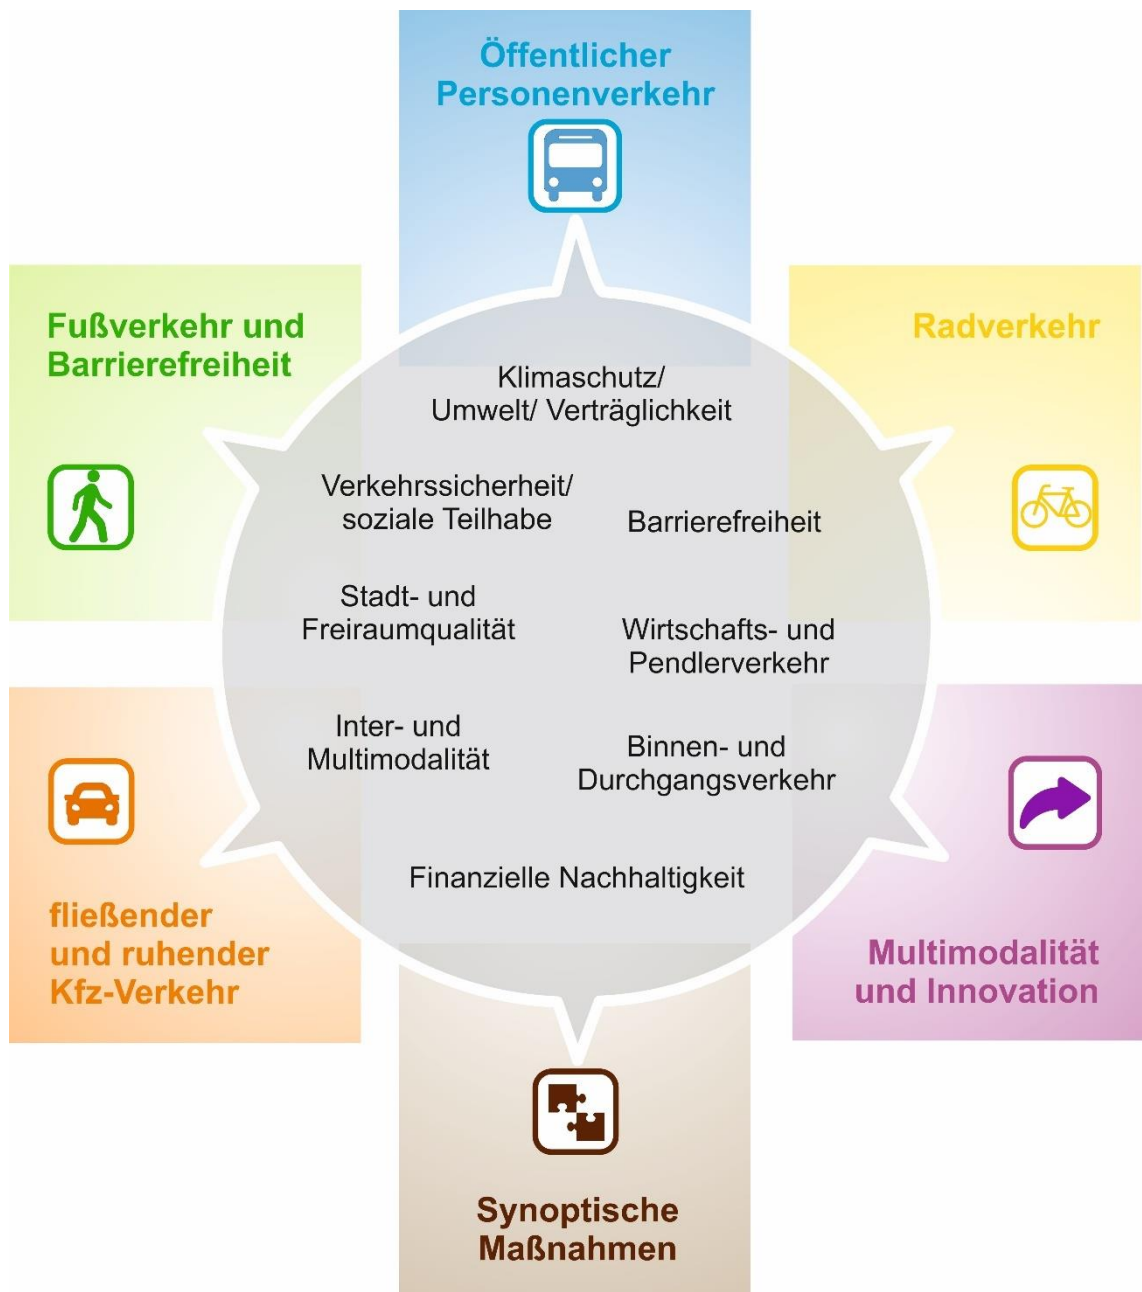 Öffentlicher
Personenverkehr
Fußverkehr und
Barrierefreiheit
Radverkehr
Klimaschutz/
Umwelt/ Verträglichkeit
Verkehrssicherheit/
soziale Teilhabe
Barrierefreiheit
Stadt- und
Freiraumqualität
Wirtschafts- und
Pendlerverkehr
Inter- und
Multimodalität
Binnen- und
Durchgangsverkehr
Finanzielle Nachhaltigkeit
fließender
und ruhender
Kfz-Verkehr
Multimodalität
und Innovation
Synoptische
Maßnahmen